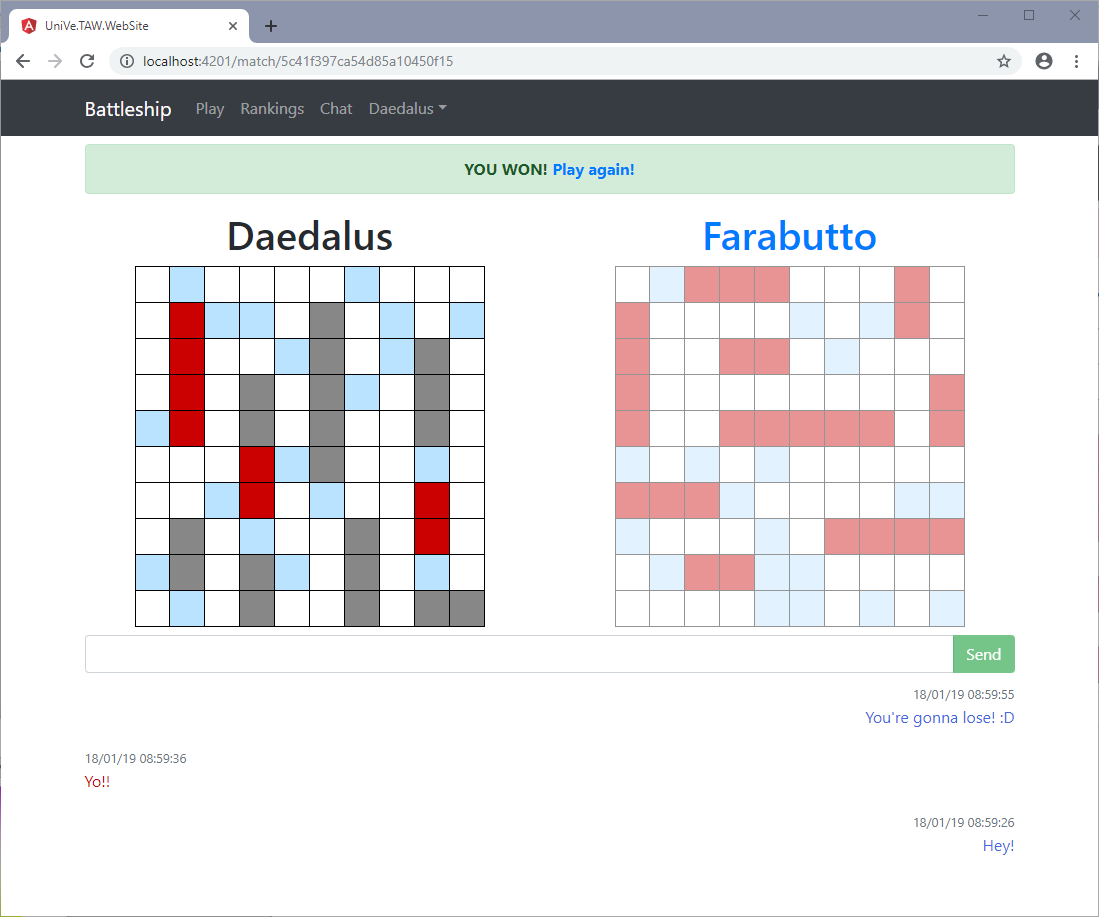 UniVe.TAW.WebSite
localhost:4201/match/5c41f397ca54d85a10450f15
Battleship Play Rankings Chat Daedalus
YOU WON! Play again!
Daedalus
Farabutto
Send
18/01/19 08:59:55
You're gonna lose! :D
18/01/19 08:59:36
Yo!!
18/01/19 08:59:26
Hey!